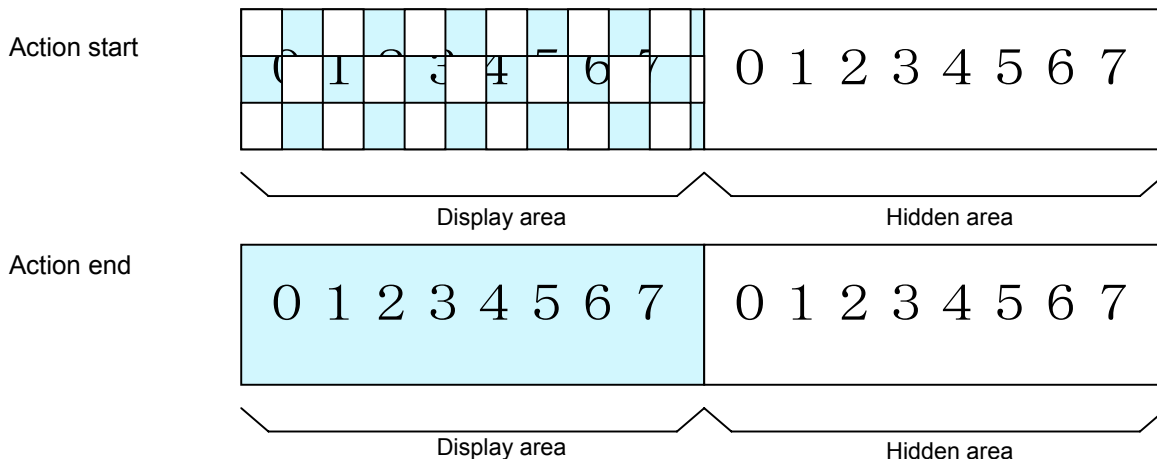 Action start
0 1 2 3 4 5 6 7 0 1 2 3 4 5 6 7
Display area Hidden area
Action end
0 1 2 3 4 5 6 7 0 1 2 3 4 5 6 7
Display area Hidden area